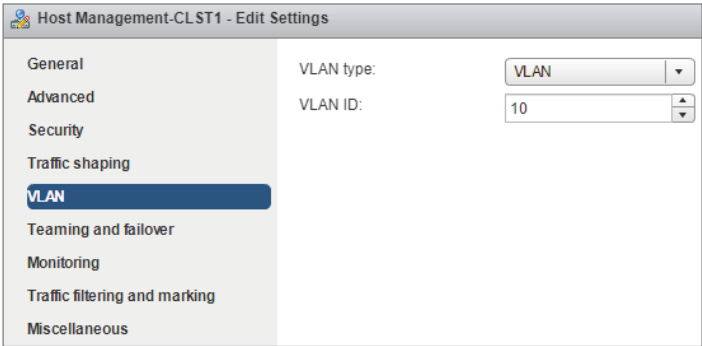 Host Management-CLST1 - Edit Settings
General
Advanced
Security
Traffic shaping
VLAN
Teaming and failover
Monitoring
Traffic filtering and marking
Miscellaneous
VLAN type:
VLAN
VLAN ID:
10